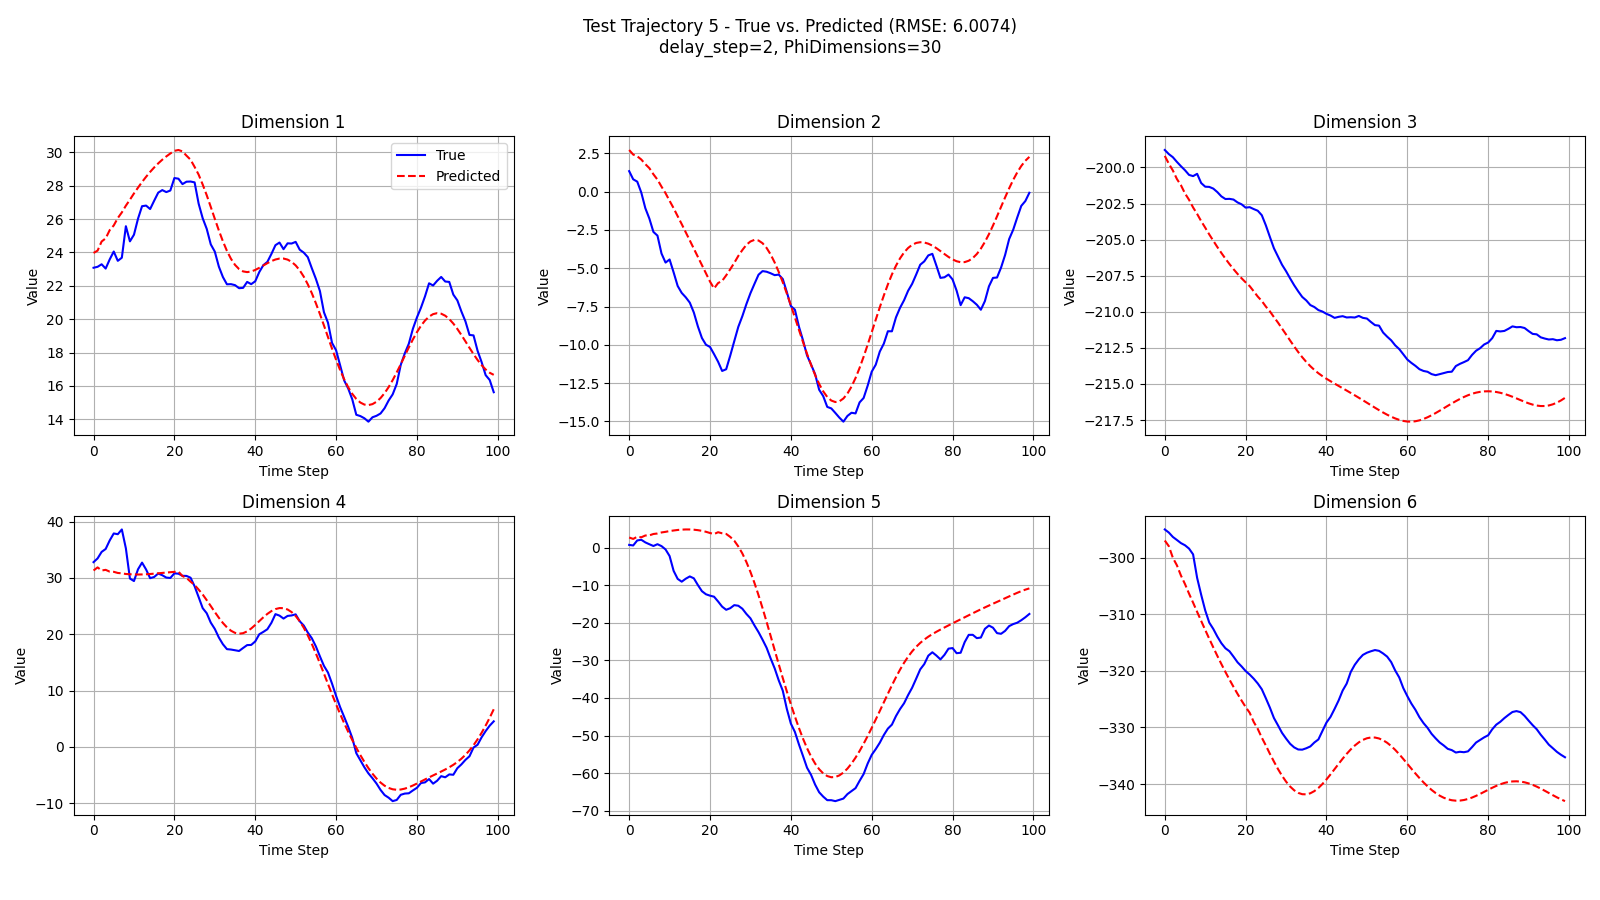 Test Trajectory 5 - True vs. Predicted (RMSE: 6.0074)
delay_step=2, PhiDimensions=30
Dimension 1
30
28
26
24
22
20
18
16
14
Value
True
Predicted
0 20 40 60 80 100
Time Step
Dimension 2
2.5
0.0
−2.5
−5.0
−7.5
−10.0
−12.5
−15.0
Value
0 20 40 60 80 100
Time Step
Dimension 3
−200.0
−202.5
−205.0
−207.5
−210.0
−212.5
−215.0
−217.5
Value
0 20 40 60 80 100
Time Step
Dimension 4
40
30
20
10
0
−10
Value
0 20 40 60 80 100
Time Step
Dimension 5
0
−10
−20
−30
−40
−50
−60
−70
Value
0 20 40 60 80 100
Time Step
Dimension 6
−300
−310
−320
−330
−340
Value
0 20 40 60 80 100
Time Step